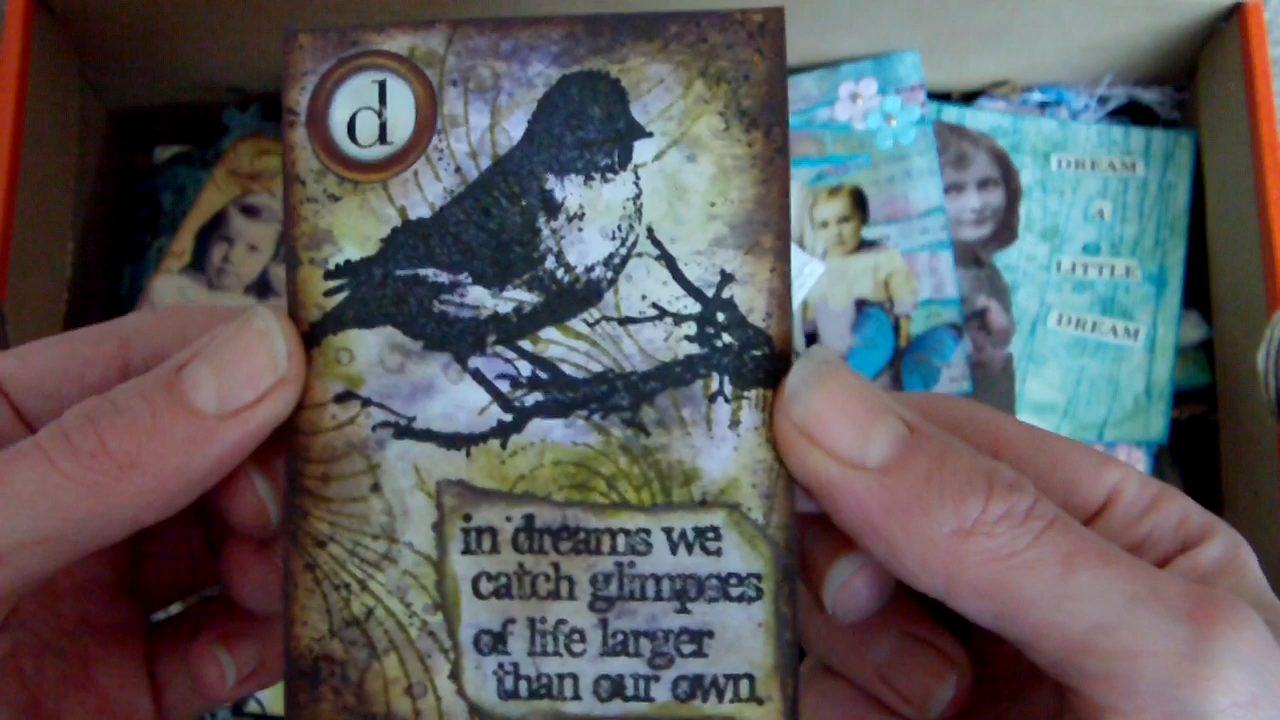 d
in dreams we
catch glimpses
of life larger
than our own.
DREAM
A
LITTLE
DREAM